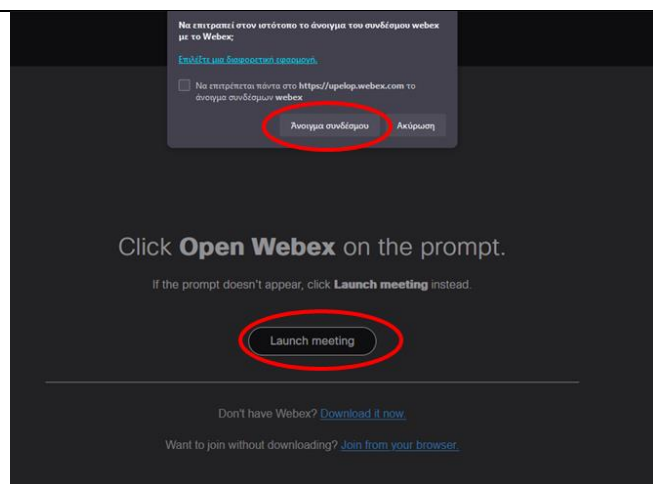 Να επιτραπεί στον ιστότοπο το άνοιγμα του συνδέσμου webex
με το Webex;
Επιλέξτε μια διαφορετική εφαρμογή.
Να επιτρέπεται πάντα στο https://upelop.webex.com το
άνοιγμα συνδέσμων webex
Άνοιγμα συνδέσμου Ακύρωση
Click Open Webex on the prompt.
If the prompt doesn't appear, click Launch meeting instead.
Launch meeting
Don't have Webex? Download it now.
Want to join without downloading? Join from your browser.